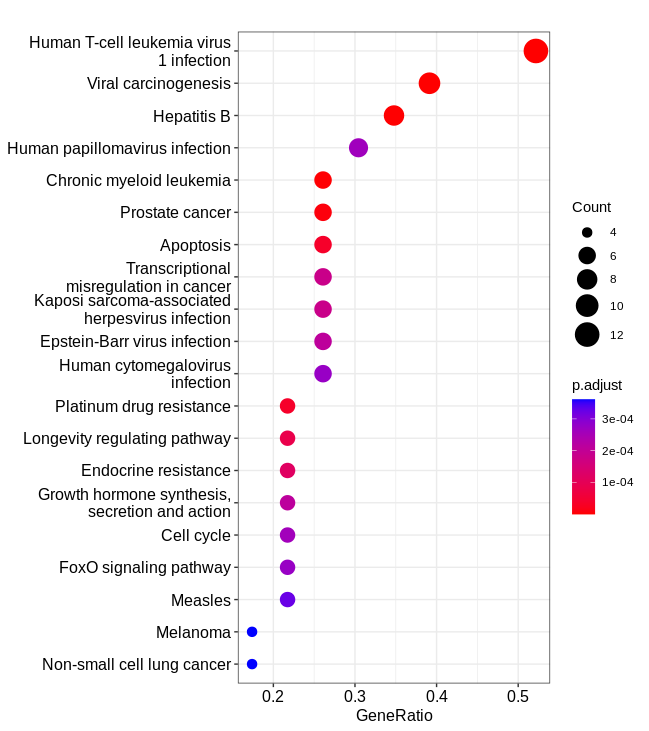 Human T-cell leukemia virus
1 infection
Viral carcinogenesis
Hepatitis B
Human papillomavirus infection
Chronic myeloid leukemia
Prostate cancer
Apoptosis
Transcriptional
misregulation in cancer
Kaposi sarcoma-associated
herpesvirus infection
Epstein-Barr virus infection
Human cytomegalovirus
infection
Platinum drug resistance
Longevity regulating pathway
Endocrine resistance
Growth hormone synthesis,
secretion and action
Cell cycle
FoxO signaling pathway
Measles
Melanoma
Non-small cell lung cancer
0.2 0.3 0.4 0.5
GeneRatio
Count
4
6
8
10
12
p.adjust
3e-04
2e-04
1e-04